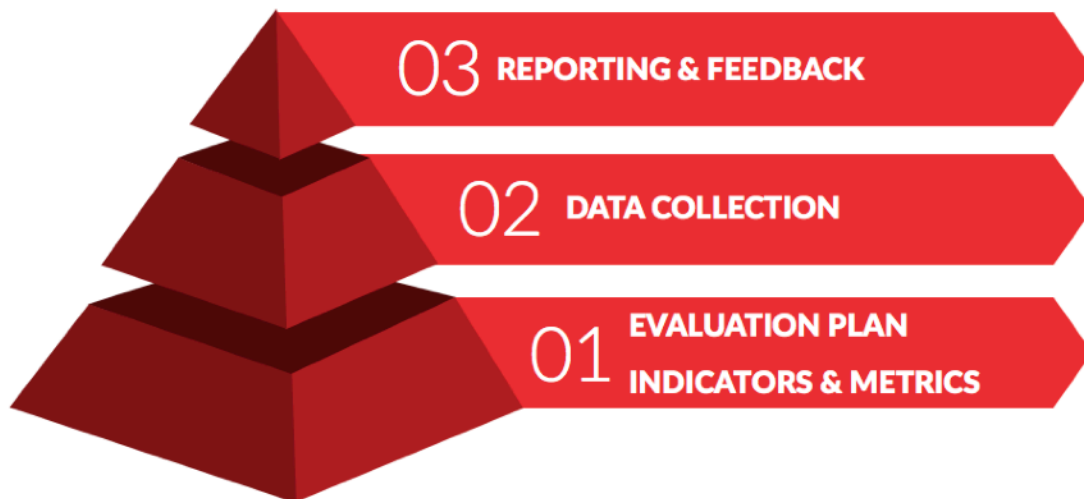 03 REPORTING & FEEDBACK
02 DATA COLLECTION
01 EVALUATION PLAN
INDICATORS & METRICS